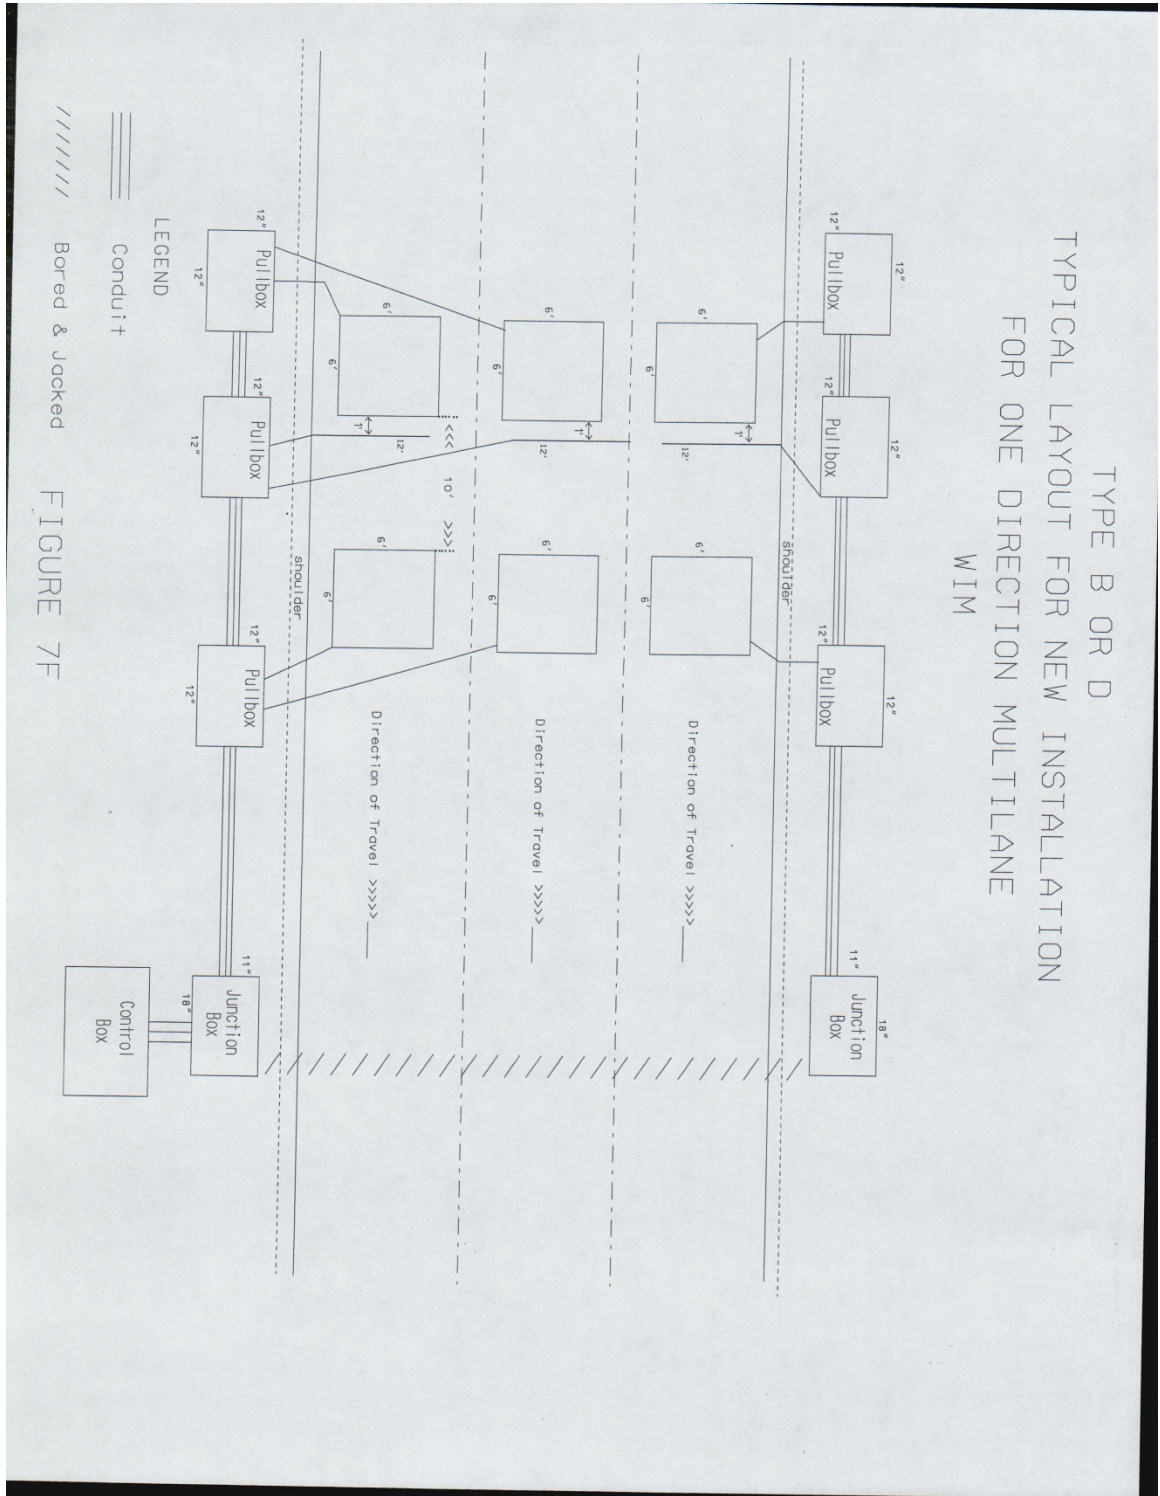 TYPE B OR D
TYPICAL LAYOUT FOR NEW INSTALLATION
FOR ONE DIRECTION MULTILANE
WIM
12"
12"
Pullbox
12"
12"
Pullbox
12"
12"
Pullbox
18"
11"
Junction
Box
shoulder
6'
6'
1'
12'
6'
6'
Direction of Travel >>>>>
6'
6'
1'
12'
6'
6'
Direction of Travel >>>>>
<<< 10' >>>
6'
6'
1'
12'
6'
6'
Direction of Travel >>>>>
shoulder
12"
Pullbox
12"
12"
Pullbox
12"
12"
Pullbox
12"
11"
Junction
Box
18"
Control
Box
LEGEND
Conduit
Bored & Jacked
FIGURE 7F